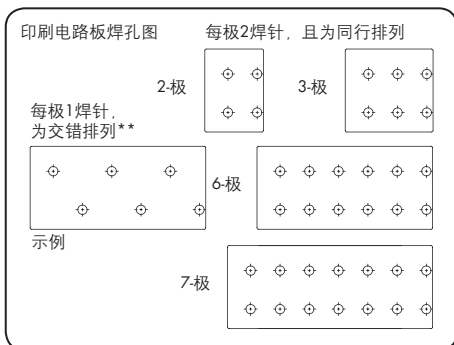 印刷电路板焊孔图
每极2焊针，且为同行排列
2-极
3-极
每极1焊针，
为交错排列**
6-极
示例
7-极